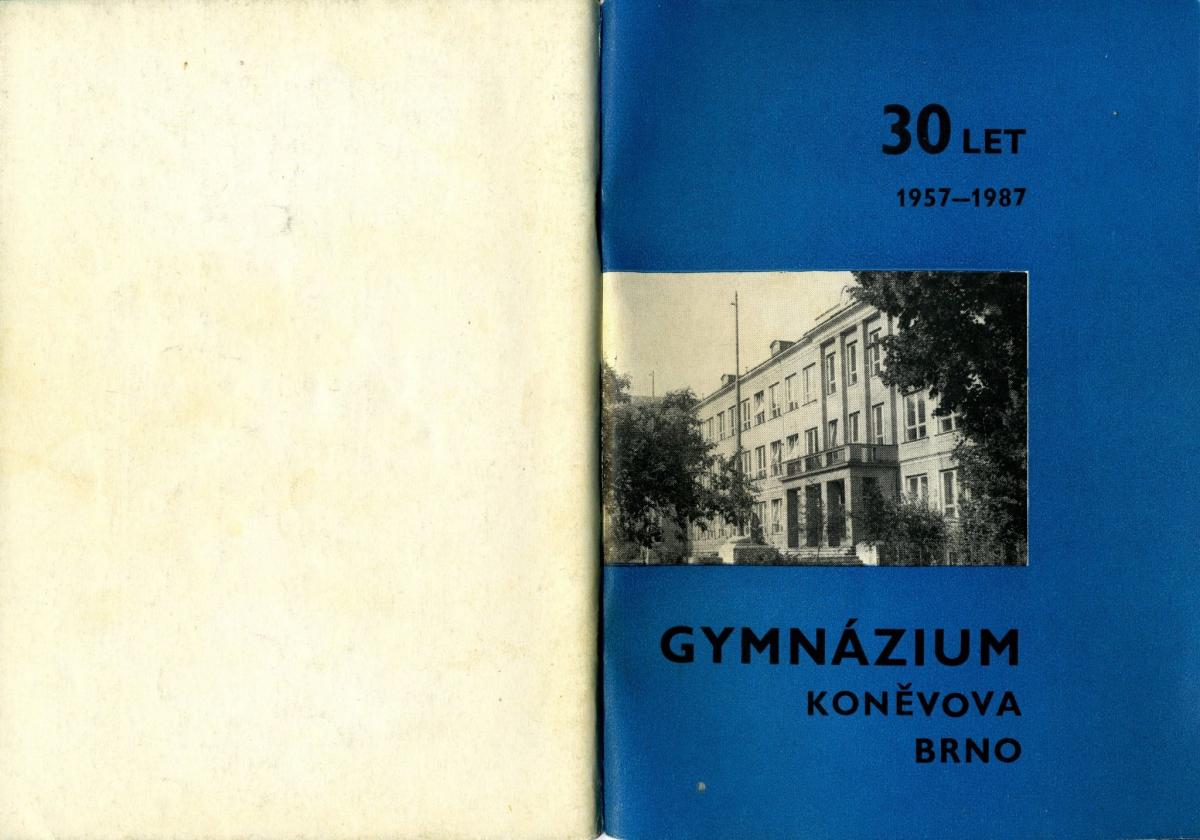 30 LET
1957–1987
GYMNÁZIUM
KONĚVOVA
BRNO